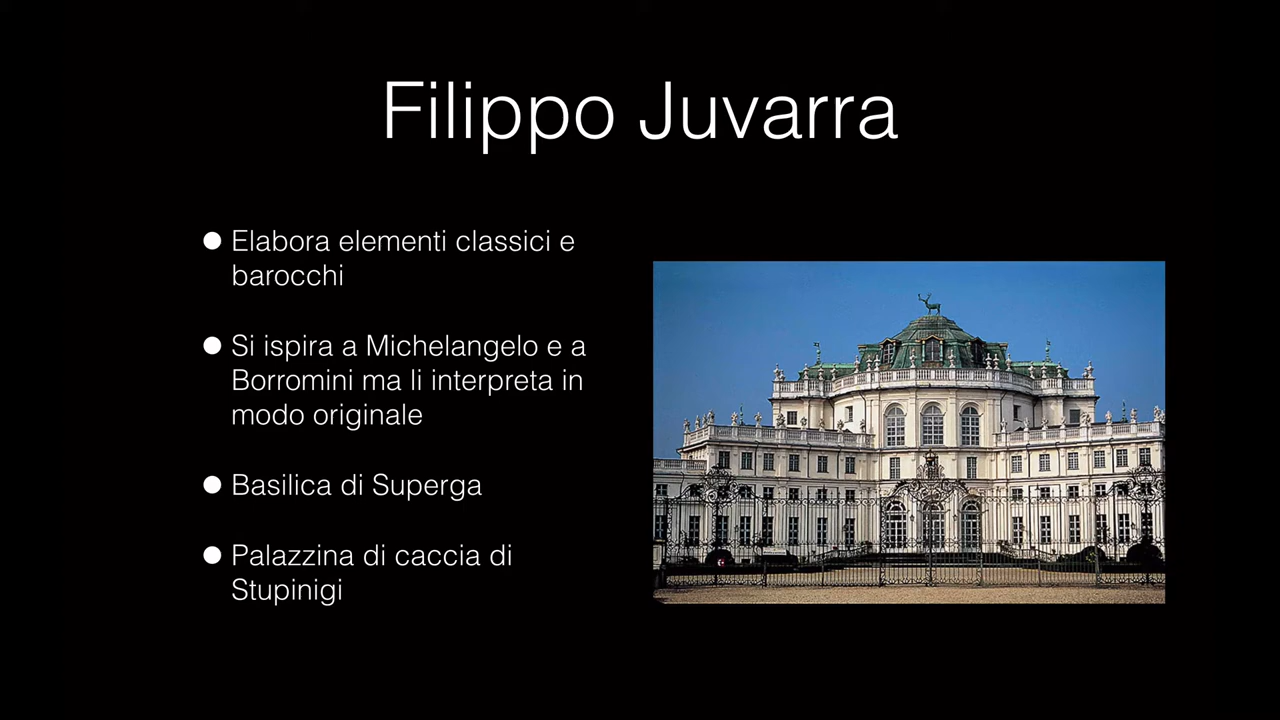 Filippo Juvarra
● Elabora elementi classici e
barocchi
● Si ispira a Michelangelo e a
Borromini ma li interpreta in
modo originale
● Basilica di Superga
● Palazzina di caccia di
Stupinigi